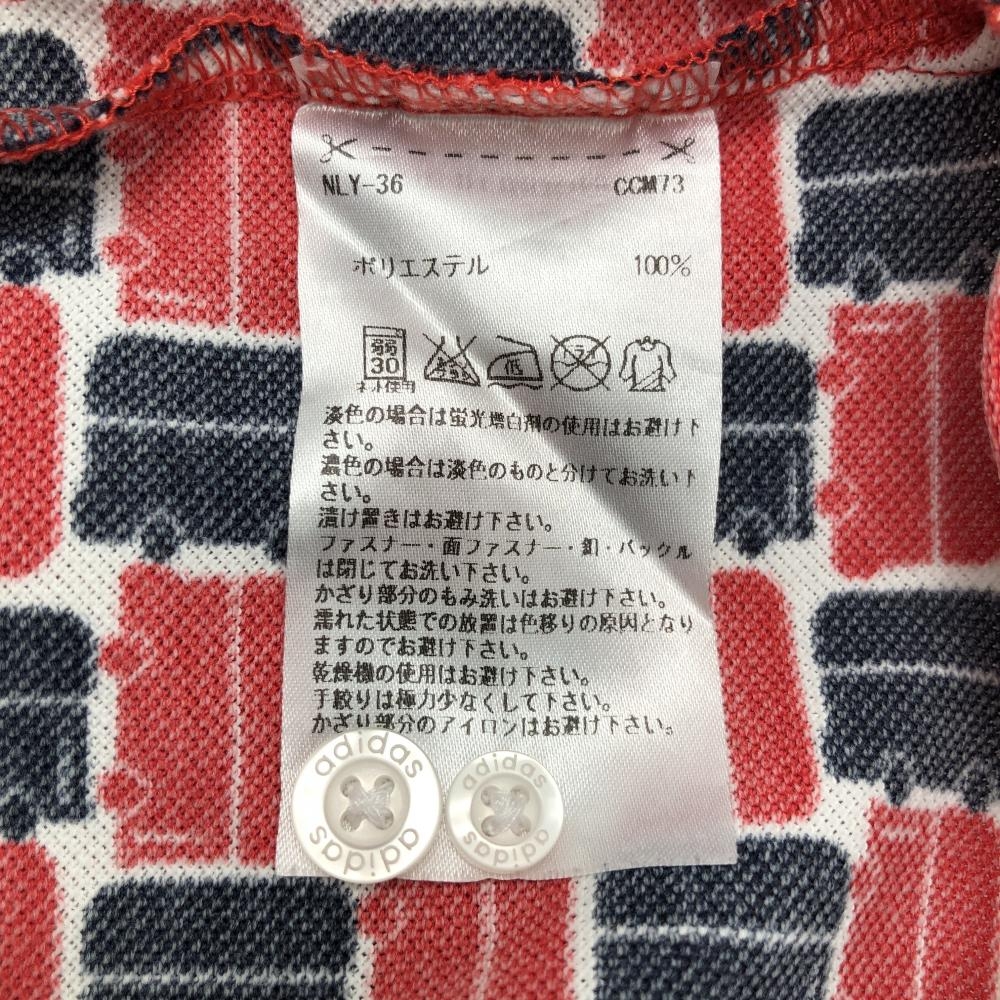 NLY-36 CCM73
ポリエステル 100%
弱
30
ネット使用
エンソサラシ
低
ドライ
淡色の場合は蛍光増白剤の使用はお避け下
さい。
濃色の場合は淡色のものと分けてお洗い下
さい。
漬け置きはお避け下さい。
ファスナー・面ファスナー・釦・バックル
は閉じてお洗い下さい。
かざり部分のもみ洗いはお避け下さい。
濡れた状態での放置は色移りの原因となり
ますのでお避け下さい。
乾燥機の使用はお避け下さい。
手絞りは極力少なくして下さい。
かざり部分のアイロンはお避け下さい。
adidas
adidas
adidas
adidas